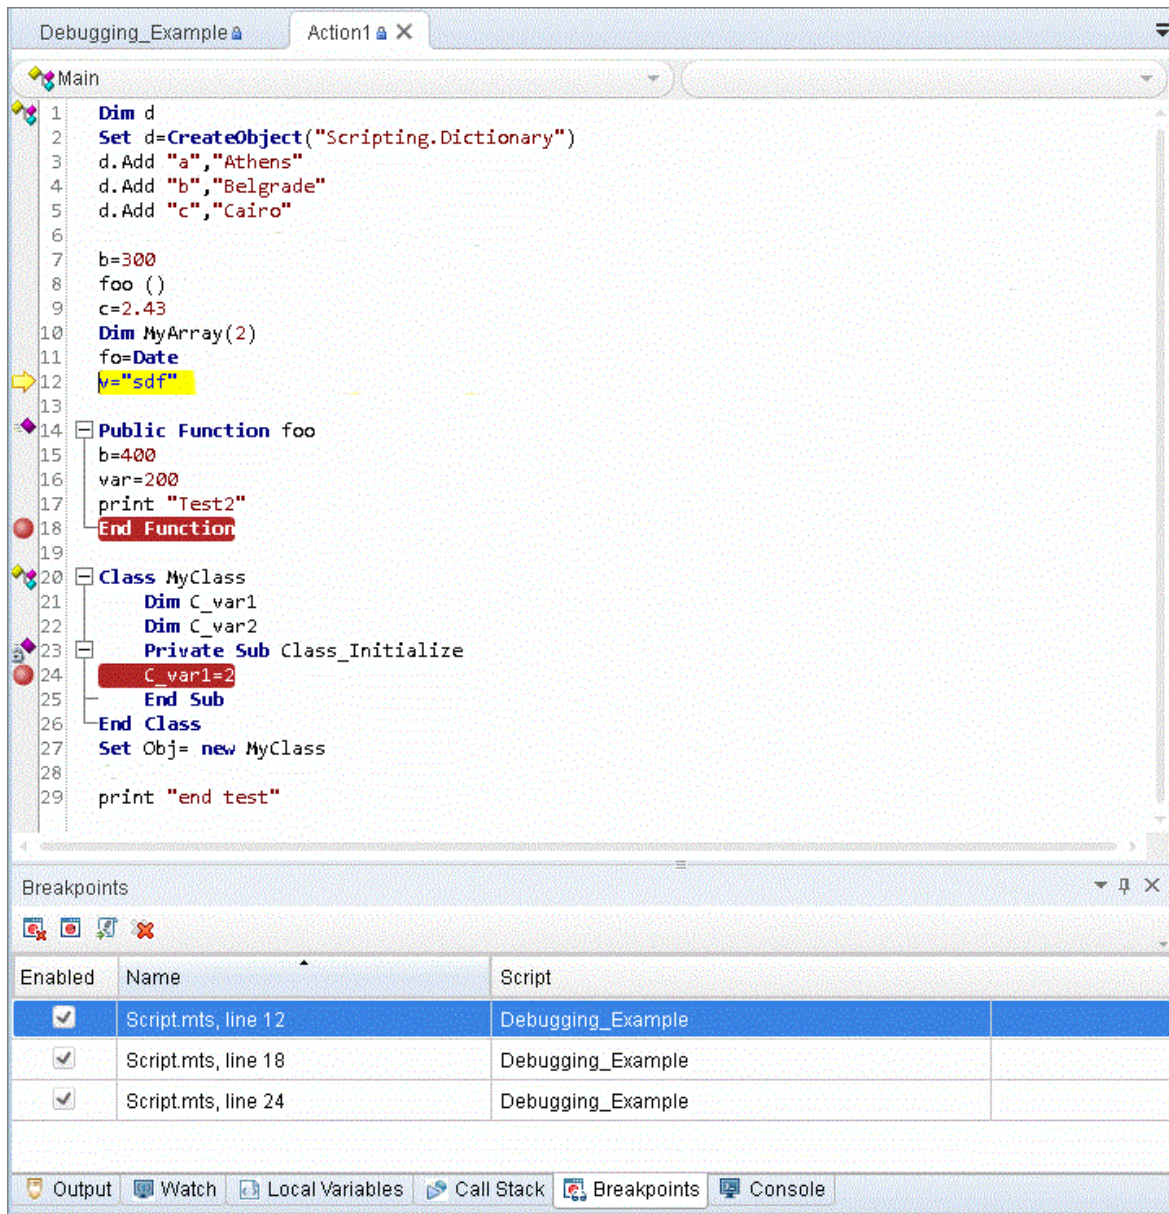 Debugging_Example Action1
Main
1 Dim d
2 Set d=CreateObject("Scripting.Dictionary")
3 d.Add "a","Athens"
4 d.Add "b","Belgrade"
5 d.Add "c","Cairo"
6
7 b=300
8 foo ()
9 c=2.43
10 Dim MyArray(2)
11 fo=Date
12 v="sdf"
13
14 Public Function foo
15 b=400
16 var=200
17 print "Test2"
18 End Function
19
20 Class MyClass
21 Dim C_var1
22 Dim C_var2
23 Private Sub Class_Initialize
24 C_var1=2
25 End Sub
26 End Class
27 Set Obj= new MyClass
28
29 print "end test"
Breakpoints
Enabled Name Script
Script.mts, line 12 Debugging_Example
Script.mts, line 18 Debugging_Example
Script.mts, line 24 Debugging_Example
Output Watch Local Variables Call Stack Breakpoints Console